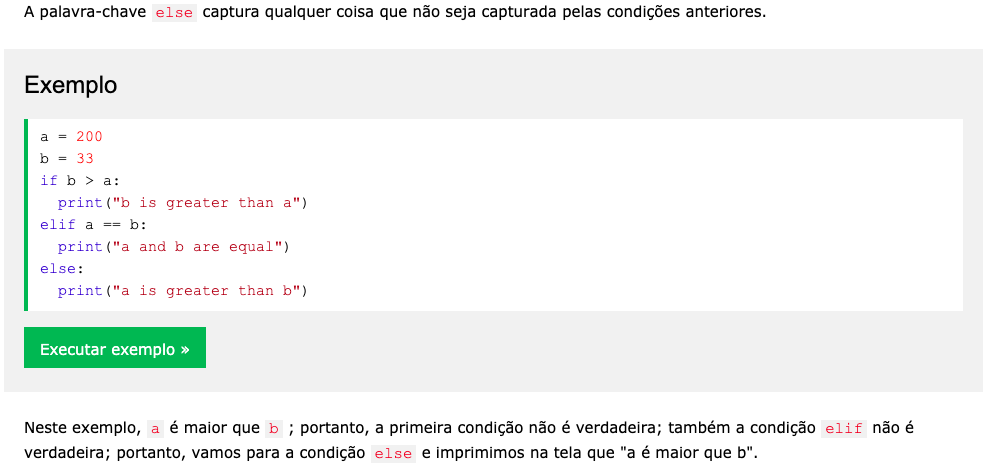 A palavra-chave else captura qualquer coisa que não seja capturada pelas condições anteriores.
Exemplo
a = 200
b = 33
if b > a:
  print("b is greater than a")
elif a == b:
  print("a and b are equal")
else:
  print("a is greater than b")
Executar exemplo »
Neste exemplo, a é maior que b ; portanto, a primeira condição não é verdadeira; também a condição elif não é
verdadeira; portanto, vamos para a condição else e imprimimos na tela que "a é maior que b".